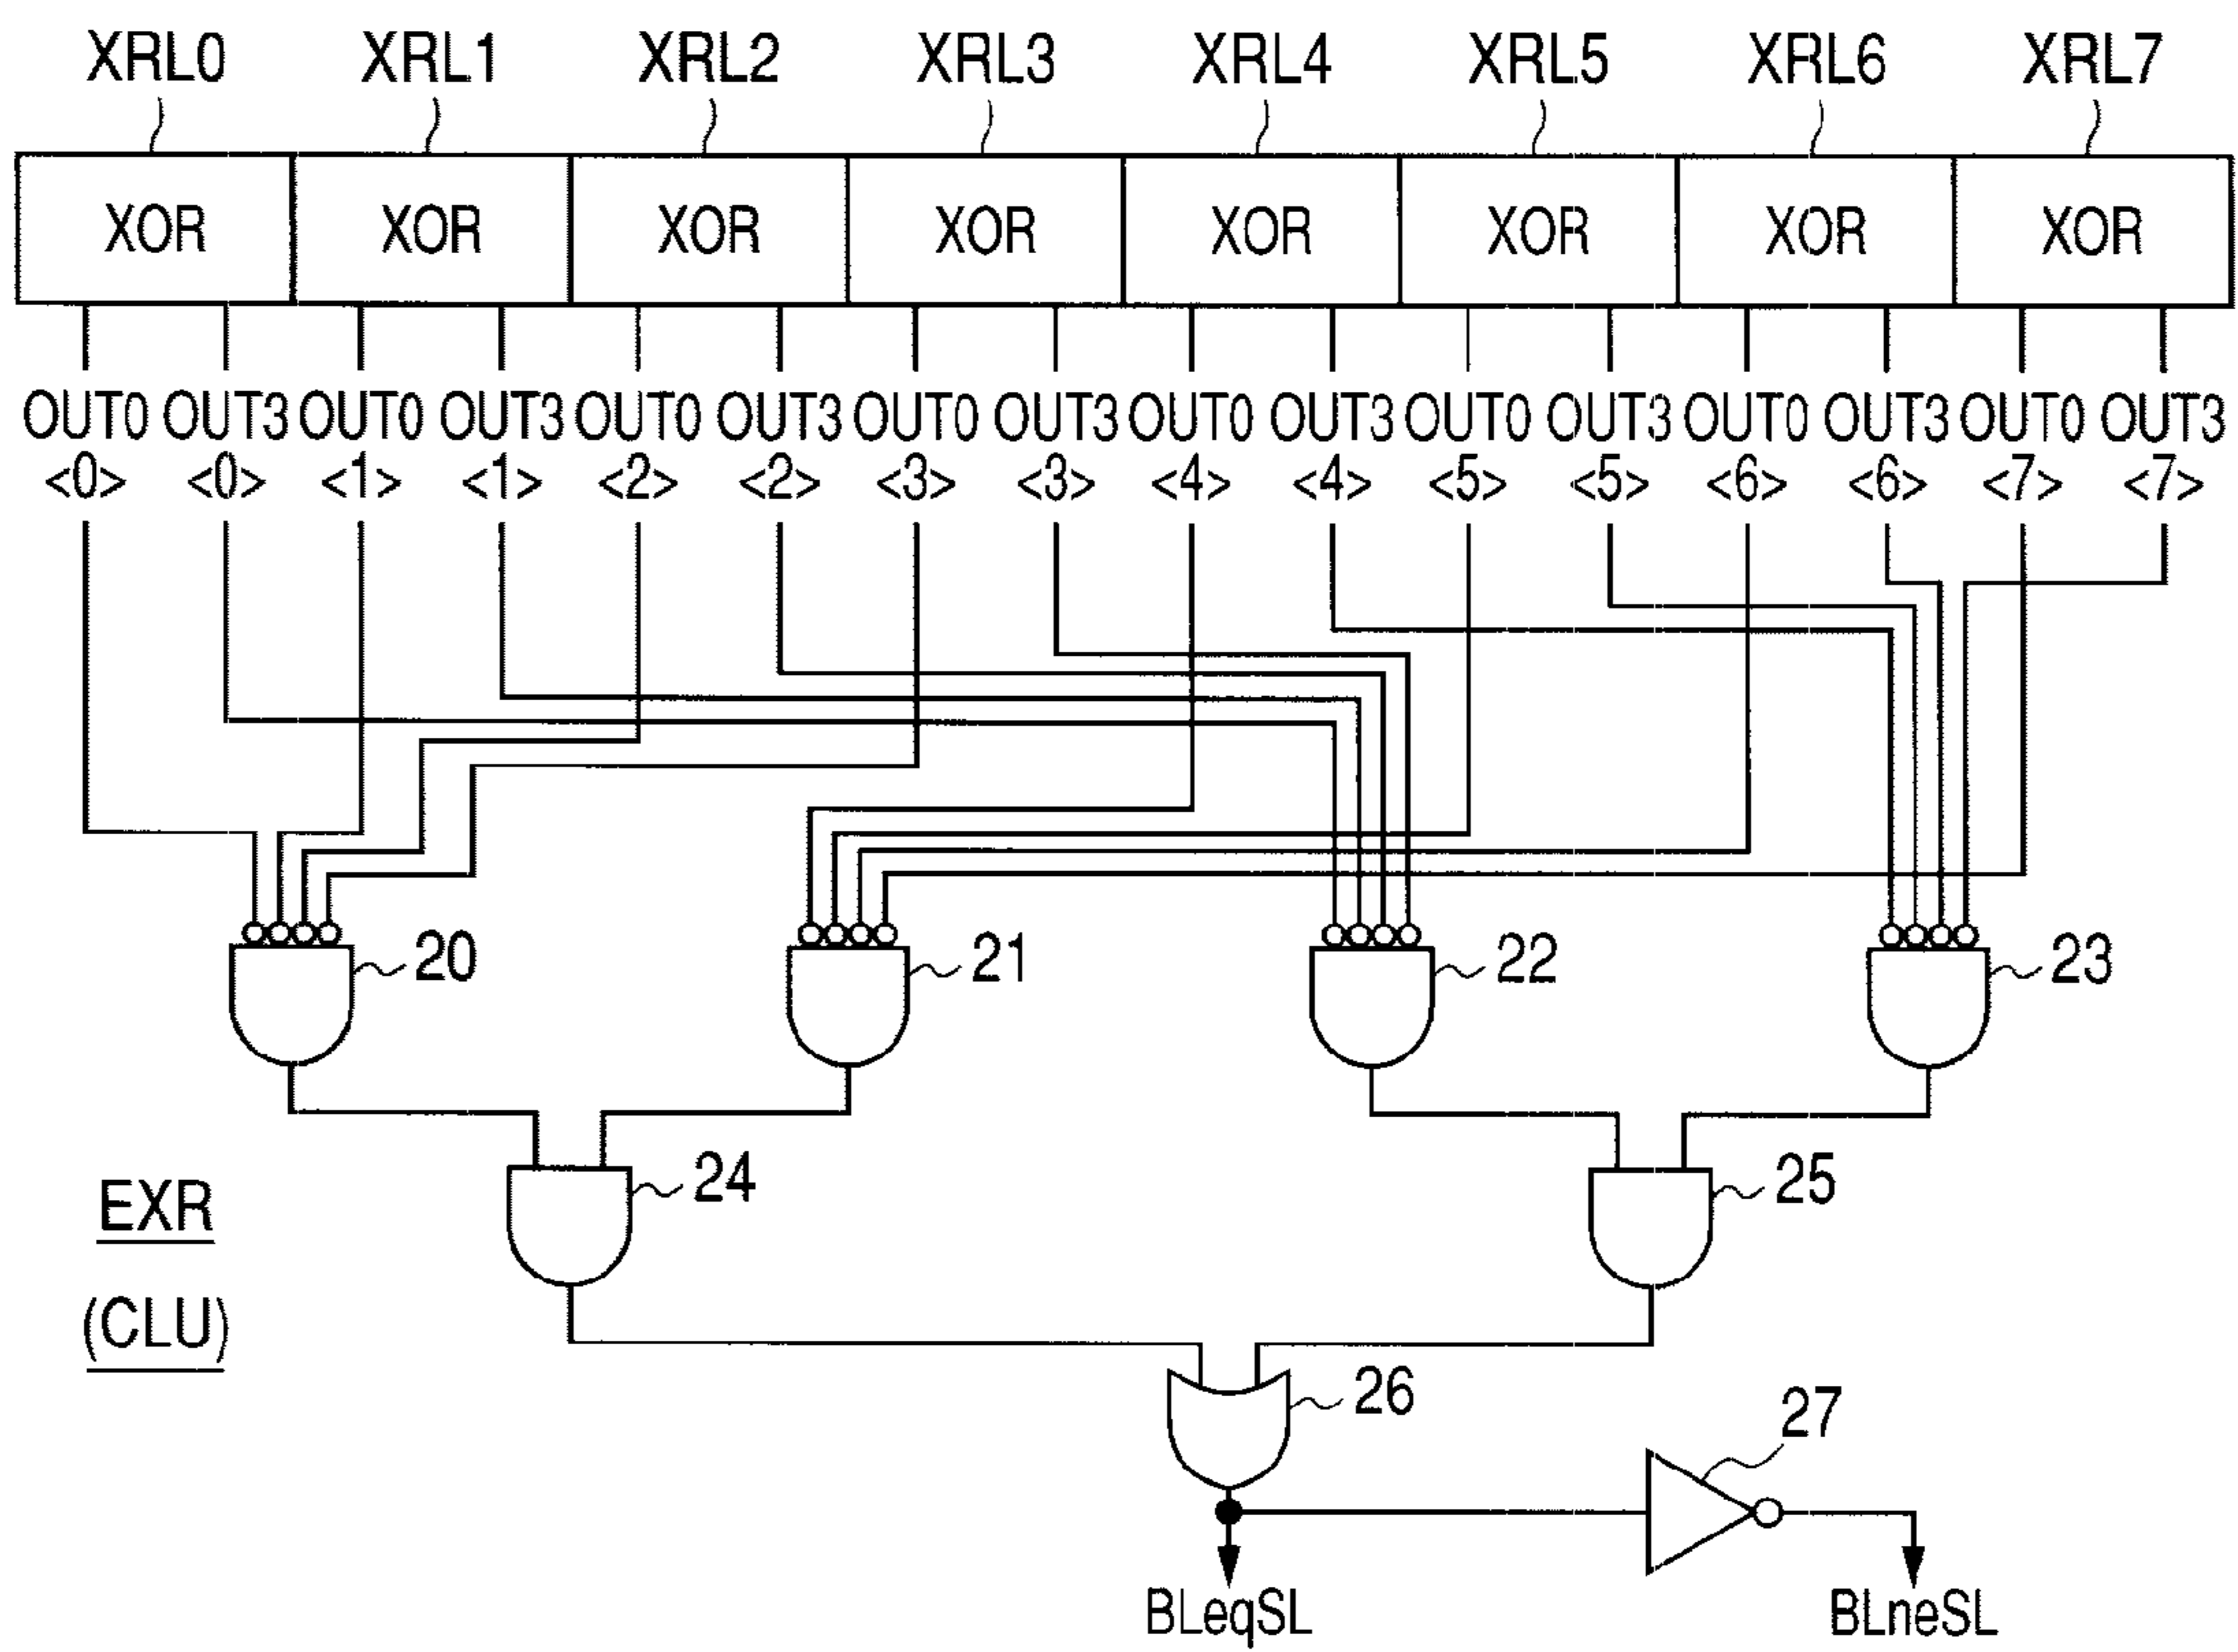 XRL0 XRL1 XRL2 XRL3 XRL4 XRL5 XRL6 XRL7
XOR XOR XOR XOR XOR XOR XOR XOR
OUT0 OUT3 OUT0 OUT3 OUT0 OUT3 OUT0 OUT3 OUT0 OUT3 OUT0 OUT3 OUT0 OUT3 OUT0 OUT3
<0> <0> <1> <1> <2> <2> <3> <3> <4> <4> <5> <5> <6> <6> <7> <7>
20 21 22 23
24 25
EXR
(CLU)
26
27
BLeqSL BLneSL